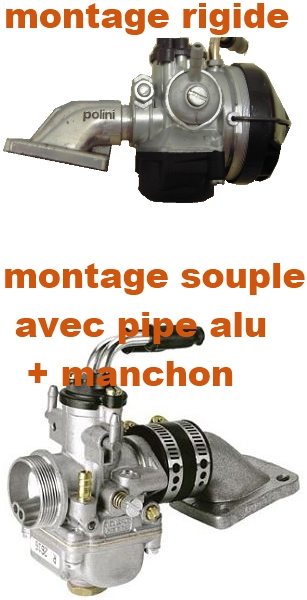 montage rigide
polini
montage souple
avec pipe alu
+ manchon